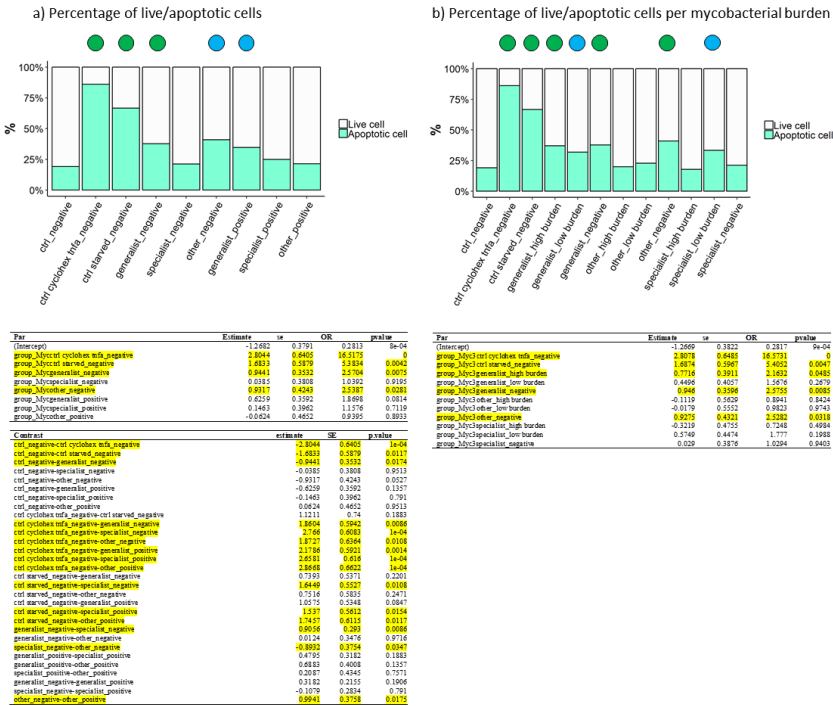 a) Percentage of live/apoptotic cells
100%
75%
50%
25%
0%
%
Live cell
Apoptotic cell
ctrl_negative
ctrl cyclohex tnfa_negative
ctrl starved_negative
generalist_negative
specialist_negative
other_negative
generalist_positive
specialist_positive
other_positive
Par Estimate se OR pvalue
(Intercept) -1.2682 0.3791 0.2813 8e-04
group_Mycctrl cyclohex tnfa_negative 2.8044 0.6405 16.5175 0
group_Mycctrl starved_negative 1.6833 0.5879 5.3834 0.0042
group_Mycgeneralist_negative 0.9441 0.3532 2.5704 0.0075
group_Mycspecialist_negative 0.0385 0.3808 1.0392 0.9195
group_Mycother_negative 0.9317 0.4243 2.5387 0.0281
group_Mycgeneralist_positive 0.6259 0.3592 1.8698 0.0814
group_Mycspecialist_positive 0.1463 0.3962 1.1576 0.7119
group_Mycother_positive -0.0624 0.4652 0.9395 0.8933
Contrast estimate SE p.value
ctrl_negative-ctrl cyclohex tnfa_negative -2.8044 0.6405 1e-04
ctrl_negative-ctrl starved_negative -1.6833 0.5879 0.0117
ctrl_negative-generalist_negative -0.9441 0.3532 0.0174
ctrl_negative-specialist_negative -0.0385 0.3808 0.9513
ctrl_negative-other_negative -0.9317 0.4243 0.0527
ctrl_negative-generalist_positive -0.6259 0.3592 0.1357
ctrl_negative-specialist_positive -0.1463 0.3962 0.791
ctrl_negative-other_positive 0.0624 0.4652 0.9513
ctrl cyclohex tnfa_negative-ctrl starved_negative 1.1211 0.74 0.1883
ctrl cyclohex tnfa_negative-generalist_negative 1.8604 0.5942 0.0086
ctrl cyclohex tnfa_negative-specialist_negative 2.766 0.6083 1e-04
ctrl cyclohex tnfa_negative-other_negative 1.8727 0.6364 0.0108
ctrl cyclohex tnfa_negative-generalist_positive 2.1786 0.5921 0.0014
ctrl cyclohex tnfa_negative-specialist_positive 2.6581 0.616 1e-04
ctrl cyclohex tnfa_negative-other_positive 2.8668 0.6622 1e-04
ctrl starved_negative-generalist_negative 0.7393 0.5371 0.2201
ctrl starved_negative-specialist_negative 1.6449 0.5527 0.0108
ctrl starved_negative-other_negative 0.7516 0.5835 0.2471
ctrl starved_negative-generalist_positive 1.0575 0.5348 0.0847
ctrl starved_negative-specialist_positive 1.537 0.5612 0.0154
ctrl starved_negative-other_positive 1.7457 0.6115 0.0117
generalist_negative-specialist_negative 0.9056 0.293 0.0086
generalist_negative-other_negative 0.0124 0.3476 0.9716
specialist_negative-other_negative -0.8932 0.3754 0.0347
generalist_positive-specialist_positive 0.4795 0.3182 0.1883
generalist_positive-other_positive 0.6883 0.4008 0.1357
specialist_positive-other_positive 0.2087 0.4345 0.7571
generalist_negative-generalist_positive 0.3182 0.2155 0.1906
specialist_negative-specialist_positive -0.1079 0.2834 0.791
other_negative-other_positive 0.9941 0.3758 0.0175
b) Percentage of live/apoptotic cells per mycobacterial burden
100%
75%
50%
25%
0%
%
Live cell
Apoptotic cell
ctrl_negative
ctrl cyclohex tnfa_negative
ctrl starved_negative
generalist_high burden
generalist_low burden
generalist_negative
other_high burden
other_low burden
other_negative
specialist_high burden
specialist_low burden
specialist_negative
Par Estimate se OR pvalue
(Intercept) -1.2669 0.3822 0.2817 9e-04
group_Myc3ctrl cyclohex tnfa_negative 2.8078 0.6485 16.5731 0
group_Myc3ctrl starved_negative 1.6874 0.5967 5.4052 0.0047
group_Myc3generalist_high burden 0.7716 0.3911 2.1632 0.0485
group_Myc3generalist_low burden 0.4496 0.4057 1.5676 0.2679
group_Myc3generalist_negative 0.946 0.3596 2.5755 0.0085
group_Myc3other_high burden -0.1119 0.5629 0.8941 0.8424
group_Myc3other_low burden -0.0179 0.5552 0.9823 0.9743
group_Myc3other_negative 0.9275 0.4321 2.5282 0.0318
group_Myc3specialist_high burden -0.3219 0.4755 0.7248 0.4984
group_Myc3specialist_low burden 0.5749 0.4474 1.777 0.1988
group_Myc3specialist_negative 0.029 0.3876 1.0294 0.9403